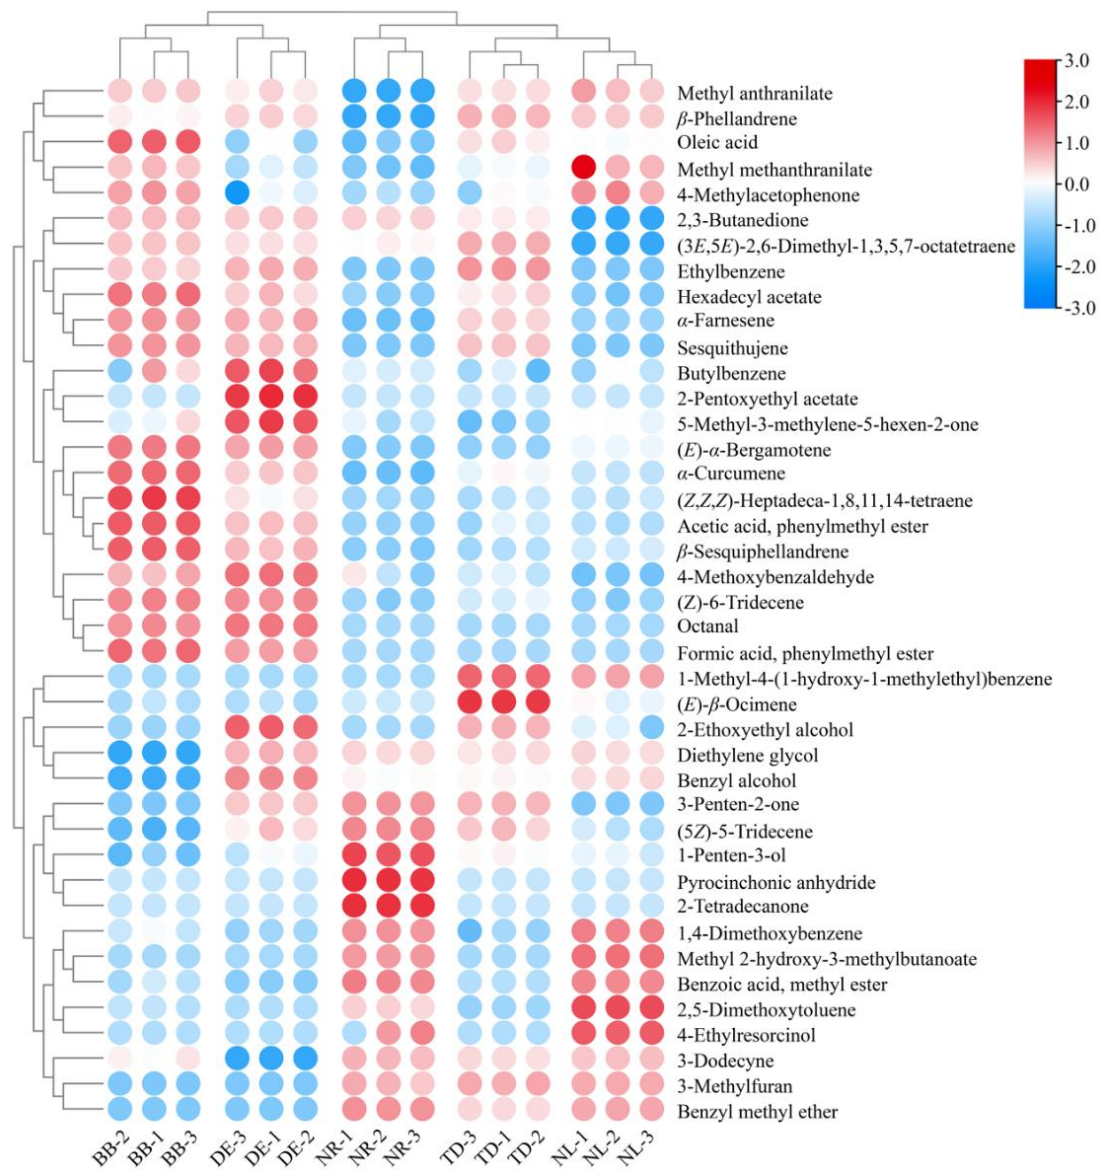 3.0
2.0
1.0
0.0
-1.0
-2.0
-3.0
Methyl anthranilate
β-Phellandrene
Oleic acid
Methyl methanthranilate
4-Methylacetophenone
2,3-Butanedione
(3E,5E)-2,6-Dimethyl-1,3,5,7-octatetraene
Ethylbenzene
Hexadecyl acetate
α-Farnesene
Sesquithujene
Butylbenzene
2-Pentoxyethyl acetate
5-Methyl-3-methylene-5-hexen-2-one
(E)-α-Bergamotene
α-Curcumene
(Z,Z,Z)-Heptadeca-1,8,11,14-tetraene
Acetic acid, phenylmethyl ester
β-Sesquiphellandrene
4-Methoxybenzaldehyde
(Z)-6-Tridecene
Octanal
Formic acid, phenylmethyl ester
1-Methyl-4-(1-hydroxy-1-methylethyl)benzene
(E)-β-Ocimene
2-Ethoxyethyl alcohol
Diethylene glycol
Benzyl alcohol
3-Penten-2-one
(5Z)-5-Tridecene
1-Penten-3-ol
Pyrocinchonic anhydride
2-Tetradecanone
1,4-Dimethoxybenzene
Methyl 2-hydroxy-3-methylbutanoate
Benzoic acid, methyl ester
2,5-Dimethoxytoluene
4-Ethylresorcinol
3-Dodecyne
3-Methylfuran
Benzyl methyl ether
BB-2
BB-1
BB-3
DE-3
DE-1
DE-2
NR-1
NR-2
NR-3
TD-3
TD-1
TD-2
NL-1
NL-2
NL-3